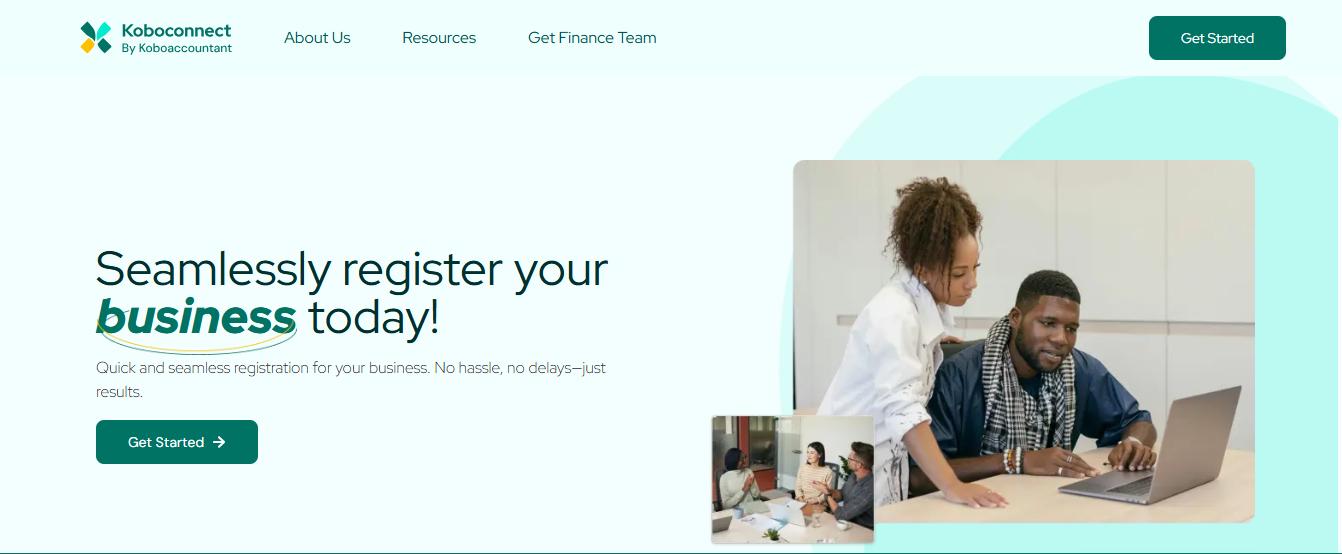 Koboconnect
By Koboaccountant
About Us
Resources
Get Finance Team
Get Started
Seamlessly register your
business today!
Quick and seamless registration for your business. No hassle, no delays—just
results.
Get Started